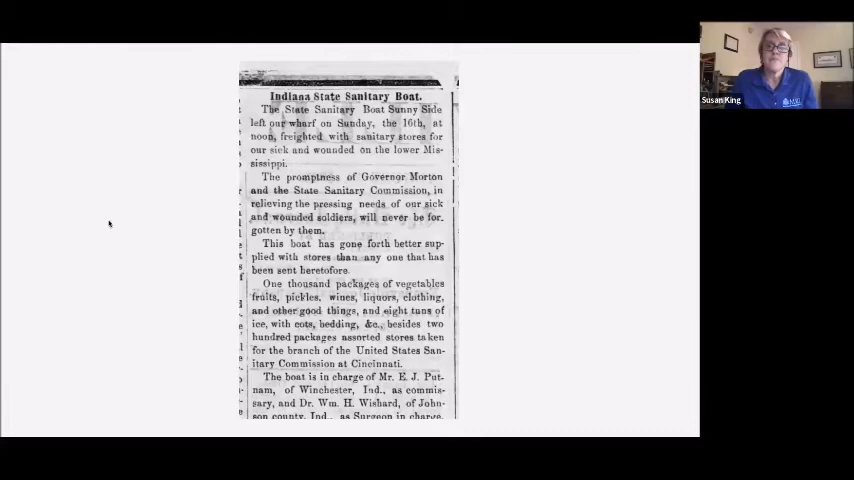 Indiana State Sanitary Boat.
The State Sanitary Boat Sunny Side
left our wharf on Sunday, the 16th, at
noon, freighted with sanitary stores for
our sick and wounded on the lower Mis-
sissippi.
The promptness of Governor Morton
and the State Sanitary Commission, in
relieving the pressing needs of our sick
and wounded soldiers, will never be for-
gotten by them.
This boat has gone forth better sup-
plied with stores than any one that has
been sent heretofore.
One thousand packages of vegetables
fruits, pickles, wines, liquors, clothing,
and other good things, and eight tuns of
ice, with cots, bedding, &c., besides two
hundred packages assorted stores taken
for the branch of the United States San-
itary Commission at Cincinnati.
The boat is in charge of Mr. E. J. Put-
nam, of Winchester, Ind., as commis-
sary, and Dr. Wm. H. Wishard, of John-
son county, Ind., as Surgeon in charge.
Susan King